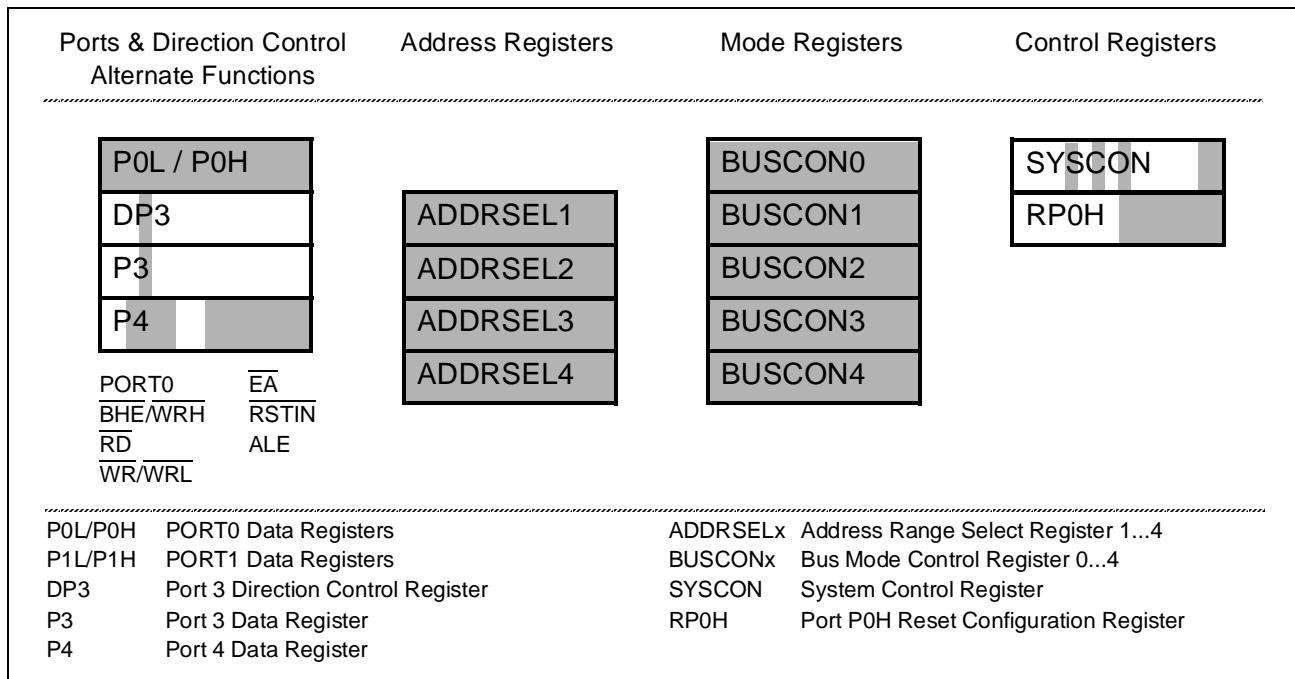 Ports & Direction Control Address Registers Mode Registers Control Registers
Alternate Functions
P0L / P0H BUSCON0 SYSCON
DP3 ADDRSEL1 BUSCON1 RP0H
P3 ADDRSEL2 BUSCON2
P4 ADDRSEL3 BUSCON3
ADDRSEL4 BUSCON4
PORT0 EA
BHE/WRH RSTIN
RD ALE
WR/WRL
P0L/P0H PORT0 Data Registers ADDRSELx Address Range Select Register 1...4
P1L/P1H PORT1 Data Registers BUSCONx Bus Mode Control Register 0...4
DP3 Port 3 Direction Control Register SYSCON System Control Register
P3 Port 3 Data Register RP0H Port P0H Reset Configuration Register
P4 Port 4 Data Register